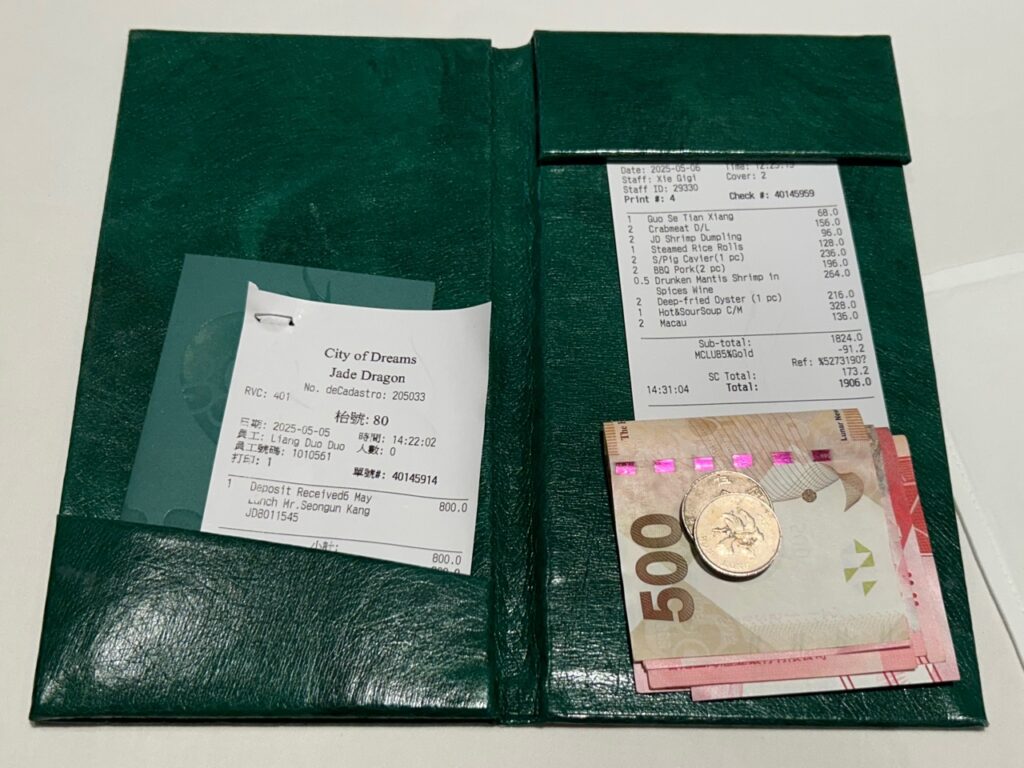 City of Dreams
Jade Dragon
No. deCadastro: 205033
RVC: 401
枱號: 80
日期: 2025-05-05 時間: 14:22:02
員工: Liang Duo Duo 人數: 0
員工號碼: 1010561
打印: 1
單號#: 40145914
1 Deposit Received6 May 800.0
Lunch Mr.Seongun Kang
JD8011545
小計: 800.0
Date: 2025-05-06 Time:
Staff: Xie Gigi Cover: 2
Staff ID: 29330
Print #: 4 Check #: 40145959
1 Guo Se Tian Xiang 68.0
2 Crabmeat D/L 156.0
2 JD Shrimp Dumpling 96.0
1 Steamed Rice Rolls 128.0
2 S/Pig Cavier(1 pc) 236.0
2 BBQ Pork(2 pc) 196.0
0.5 Drunken Mantis Shrimp in 264.0
Spices Wine
2 Deep-fried Oyster (1 pc) 216.0
1 Hot&SourSoup C/M 328.0
2 Macau 136.0
Sub-total: 1824.0
MCLUB5%Gold -91.2
Ref: %5273190?
SC Total: 173.2
14:31:04 Total: 1906.0
500